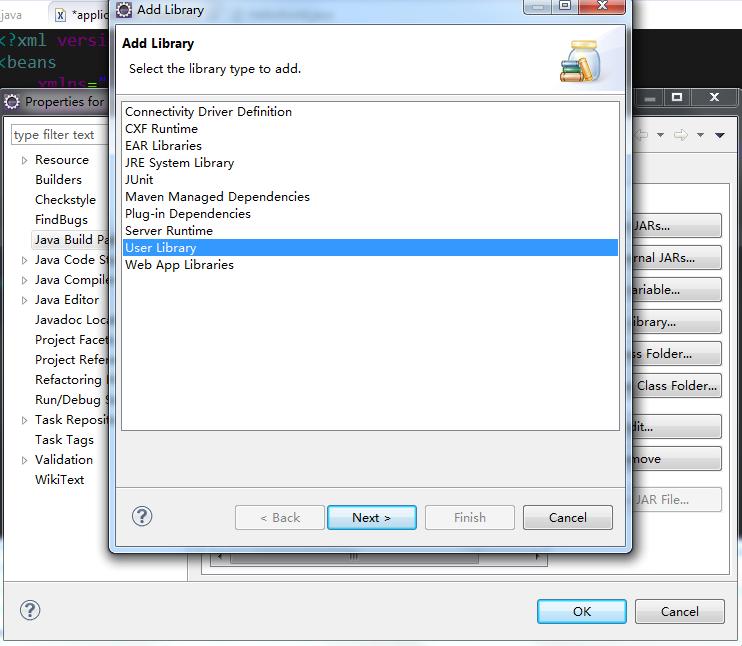 java
*applic
Add Library
<?xml versi
<beans
xmlns="
Add Library
Select the library type to add.
Properties for
type filter text
Resource
Builders
Checkstyle
FindBugs
Java Build Pa
Java Code St
Java Compile
Java Editor
Javadoc Loca
Project Facet
Project Refer
Refactoring
Run/Debug S
Task Reposit
Task Tags
Validation
WikiText
Connectivity Driver Definition
CXF Runtime
EAR Libraries
JRE System Library
JUnit
Maven Managed Dependencies
Plug-in Dependencies
Server Runtime
User Library
Web App Libraries
JARs...
rnal JARs...
ariable...
ibrary...
ss Folder...
Class Folder...
dit...
move
JAR File...
< Back
Next >
Finish
Cancel
OK
Cancel